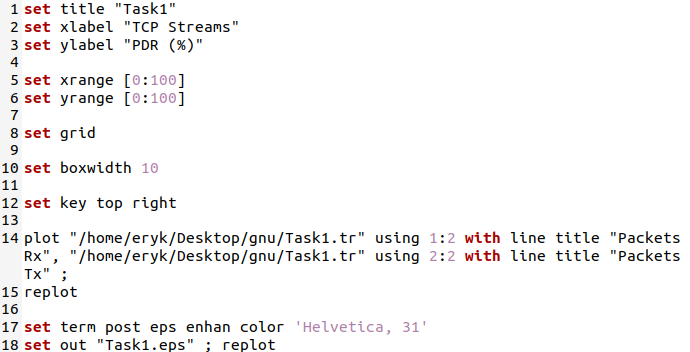 1 set title "Task1"
2 set xlabel "TCP Streams"
3 set ylabel "PDR (%)"
4
5 set xrange [0:100]
6 set yrange [0:100]
7
8 set grid
9
10 set boxwidth 10
11
12 set key top right
13
14 plot "/home/eryk/Desktop/gnu/Task1.tr" using 1:2 with line title "Packets
Rx", "/home/eryk/Desktop/gnu/Task1.tr" using 2:2 with line title "Packets
Tx" ;
15 replot
16
17 set term post eps enhan color 'Helvetica, 31'
18 set out "Task1.eps" ; replot